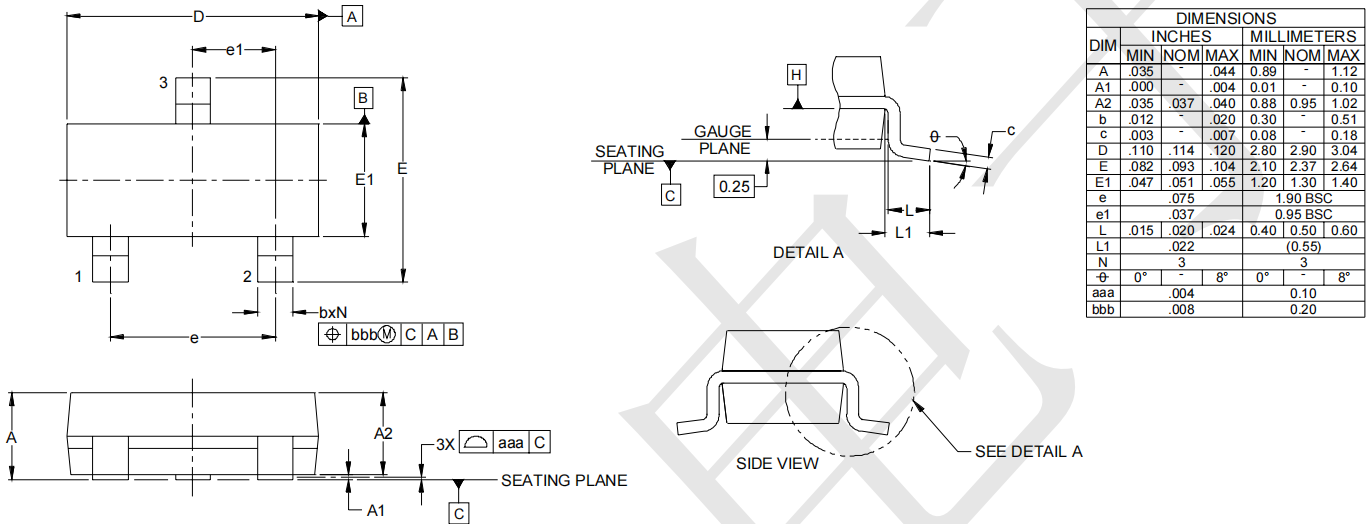 D
A
e1
3
B
E1
E
1
2
bxN
⌖ bbbⓂ C A B
e
A
A2
3X ⌓ aaa C
SEATING PLANE
A1
C
H
GAUGE
PLANE
SEATING
PLANE
C
0.25
θ
c
L
L1
DETAIL A
SIDE VIEW
SEE DETAIL A
DIMENSIONS
DIM INCHES MILLIMETERS
MIN NOM MAX MIN NOM MAX
A .035 - .044 0.89 - 1.12
A1 .000 - .004 0.01 - 0.10
A2 .035 .037 .040 0.88 0.95 1.02
b .012 - .020 0.30 - 0.51
c .003 - .007 0.08 - 0.18
D .110 .114 .120 2.80 2.90 3.04
E .082 .093 .104 2.10 2.37 2.64
E1 .047 .051 .055 1.20 1.30 1.40
e .075 1.90 BSC
e1 .037 0.95 BSC
L .015 .020 .024 0.40 0.50 0.60
L1 .022 (0.55)
N 3 3
θ 0° - 8° 0° - 8°
aaa .004 0.10
bbb .008 0.20